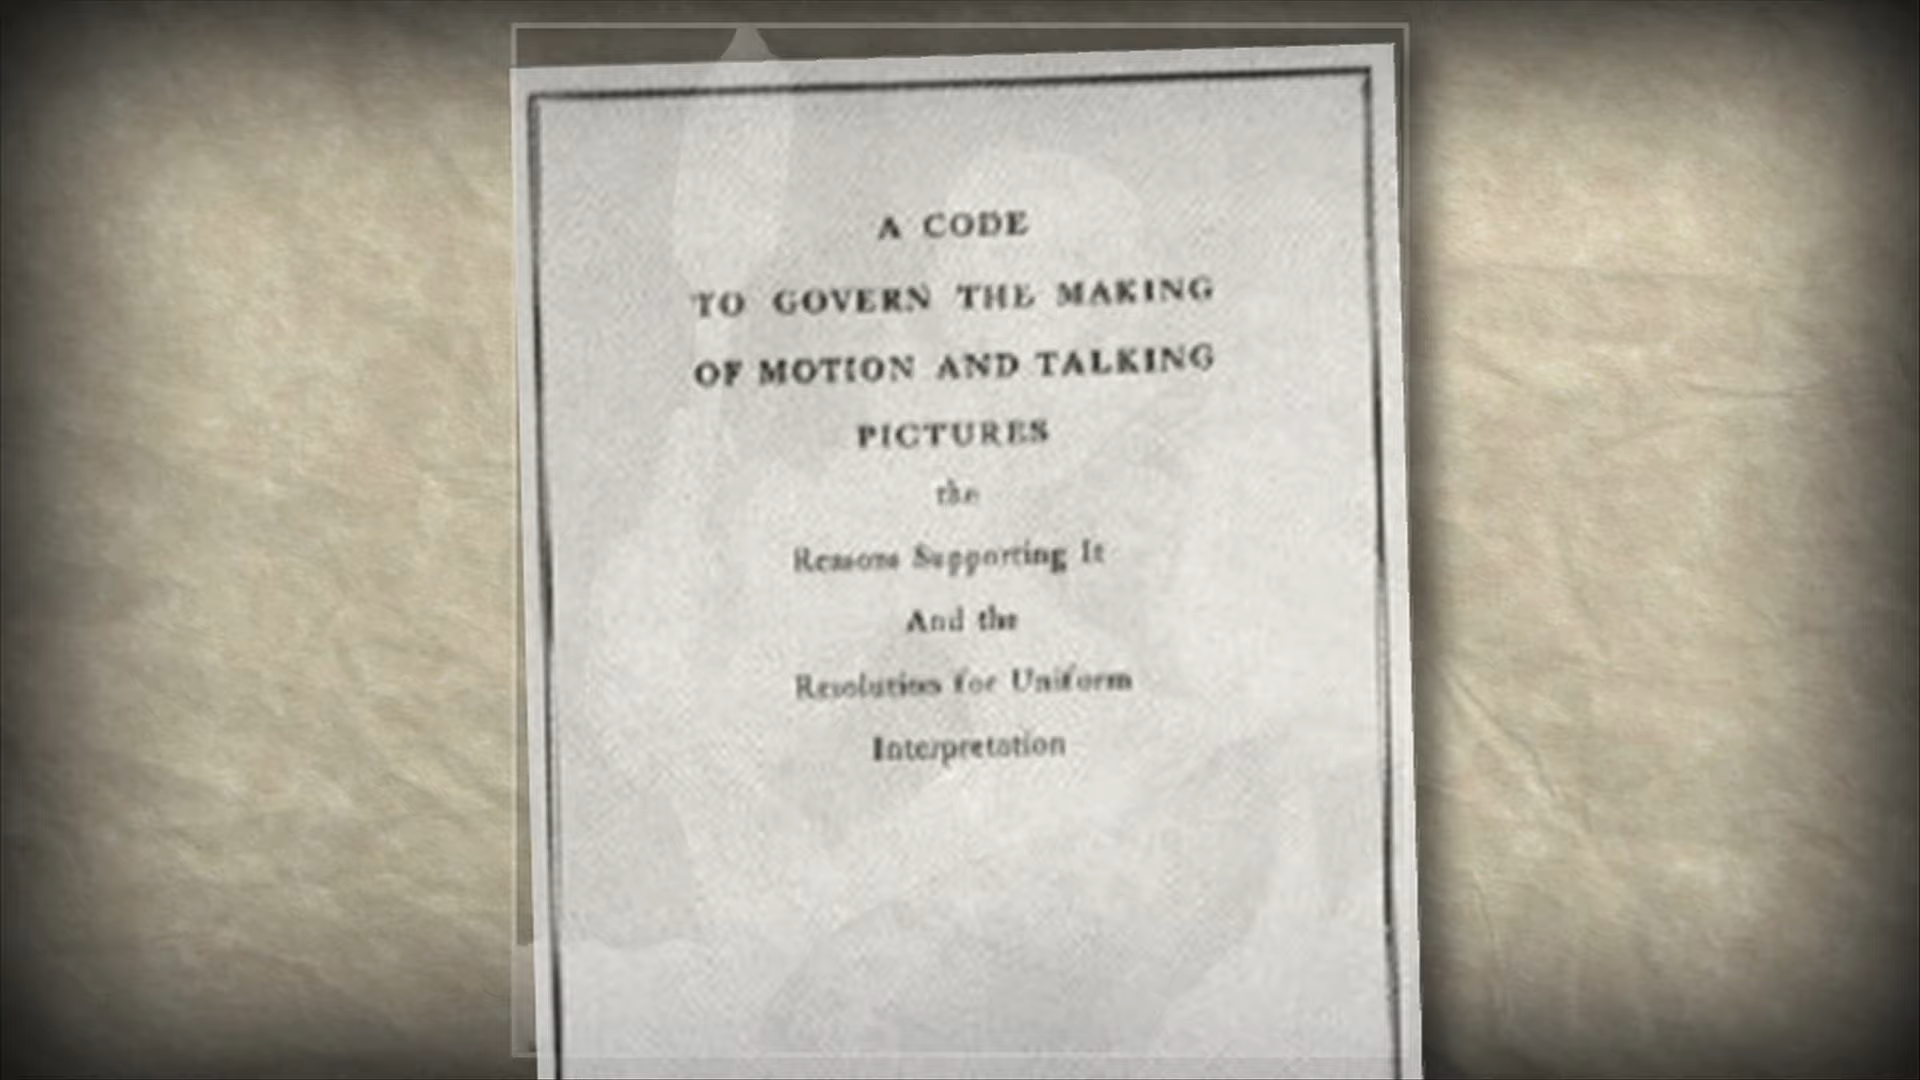 A CODE
TO GOVERN THE MAKING
OF MOTION AND TALKING
PICTURES
the
Reasons Supporting It
And the
Resolution for Uniform
Interpretation